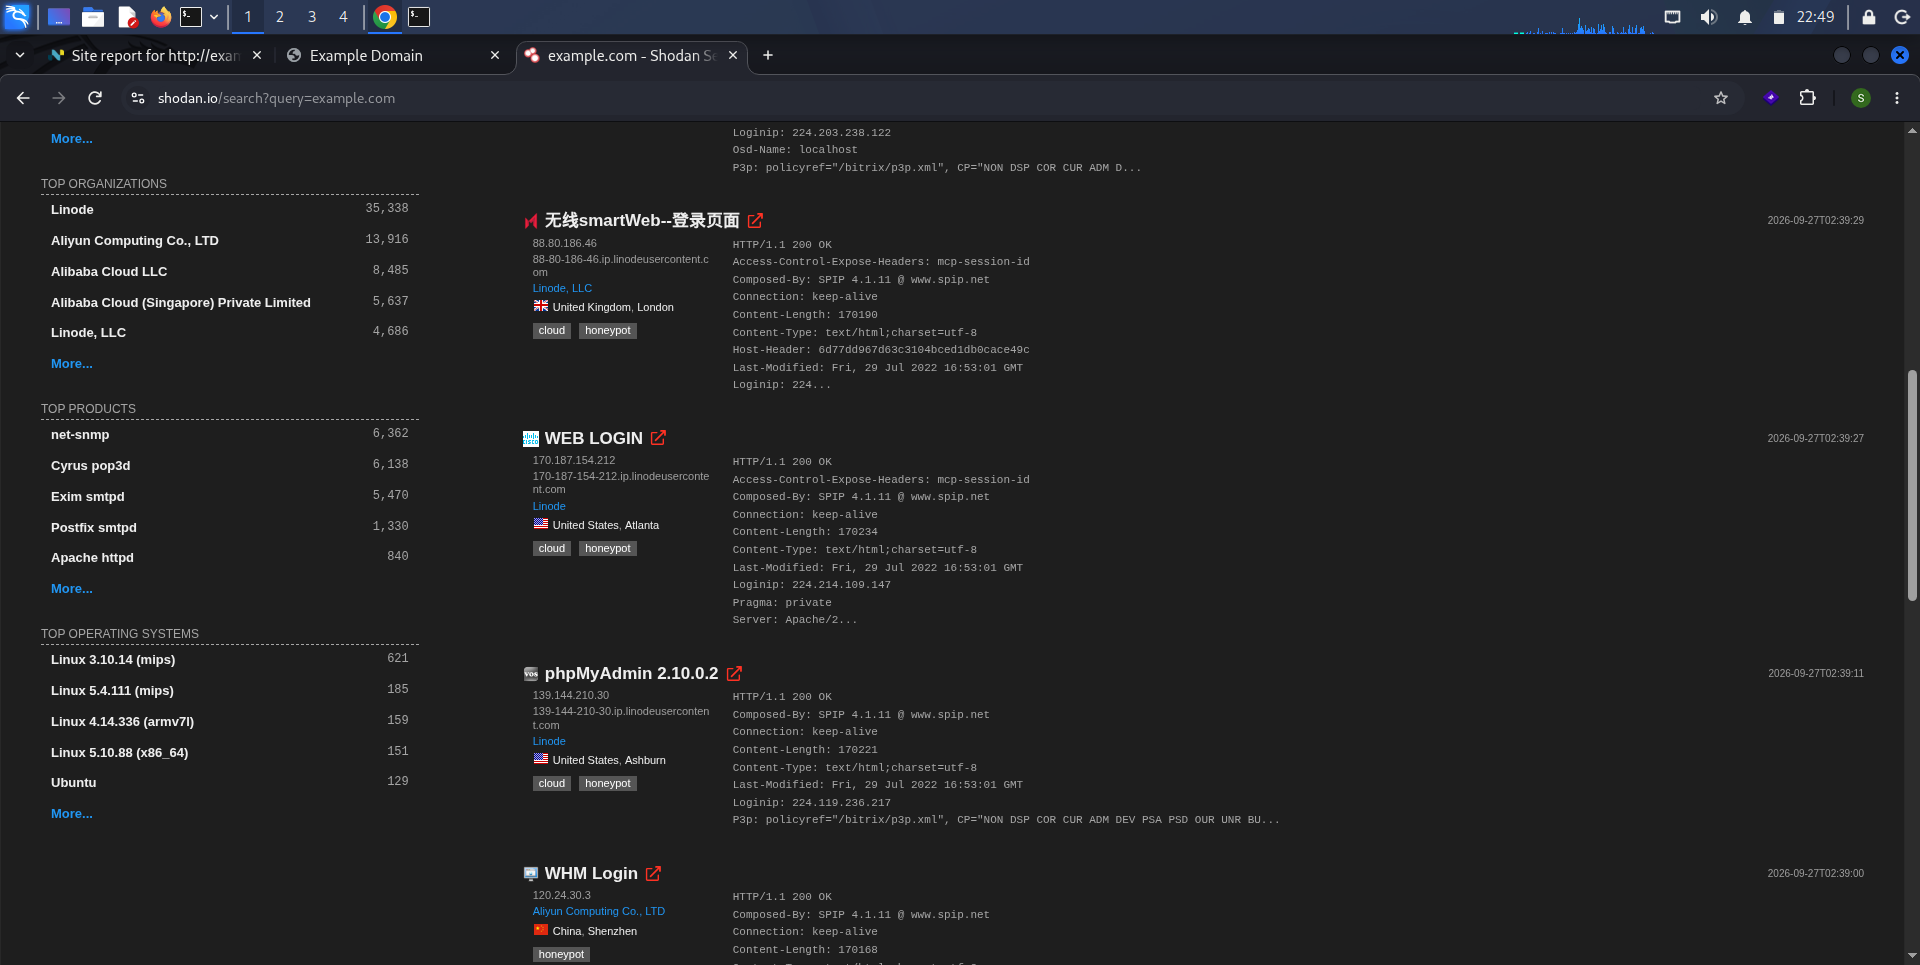 1 2 3 4
22:49
Site report for http://exam
Example Domain
example.com - Shodan Se
shodan.io/search?query=example.com
S
More...
TOP ORGANIZATIONS
Linode 35,338
Aliyun Computing Co., LTD 13,916
Alibaba Cloud LLC 8,485
Alibaba Cloud (Singapore) Private Limited 5,637
Linode, LLC 4,686
More...
TOP PRODUCTS
net-snmp 6,362
Cyrus pop3d 6,138
Exim smtpd 5,470
Postfix smtpd 1,330
Apache httpd 840
More...
TOP OPERATING SYSTEMS
Linux 3.10.14 (mips) 621
Linux 5.4.111 (mips) 185
Linux 4.14.336 (armv7l) 159
Linux 5.10.88 (x86_64) 151
Ubuntu 129
More...
Loginip: 224.203.238.122
Osd-Name: localhost
P3p: policyref="/bitrix/p3p.xml", CP="NON DSP COR CUR ADM D...
无线smartWeb--登录页面
2026-09-27T02:39:29
88.80.186.46
88-80-186-46.ip.linodeusercontent.c
om
Linode, LLC
United Kingdom, London
cloud honeypot
HTTP/1.1 200 OK
Access-Control-Expose-Headers: mcp-session-id
Composed-By: SPIP 4.1.11 @ www.spip.net
Connection: keep-alive
Content-Length: 170190
Content-Type: text/html;charset=utf-8
Host-Header: 6d77dd967d63c3104bced1db0cace49c
Last-Modified: Fri, 29 Jul 2022 16:53:01 GMT
Loginip: 224...
WEB LOGIN
2026-09-27T02:39:27
170.187.154.212
170-187-154-212.ip.linodeuserconte
nt.com
Linode
United States, Atlanta
cloud honeypot
HTTP/1.1 200 OK
Access-Control-Expose-Headers: mcp-session-id
Composed-By: SPIP 4.1.11 @ www.spip.net
Connection: keep-alive
Content-Length: 170234
Content-Type: text/html;charset=utf-8
Last-Modified: Fri, 29 Jul 2022 16:53:01 GMT
Loginip: 224.214.109.147
Pragma: private
Server: Apache/2...
vos
phpMyAdmin 2.10.0.2
2026-09-27T02:39:11
139.144.210.30
139-144-210-30.ip.linodeuserconten
t.com
Linode
United States, Ashburn
cloud honeypot
HTTP/1.1 200 OK
Composed-By: SPIP 4.1.11 @ www.spip.net
Connection: keep-alive
Content-Length: 170221
Content-Type: text/html;charset=utf-8
Last-Modified: Fri, 29 Jul 2022 16:53:01 GMT
Loginip: 224.119.236.217
P3p: policyref="/bitrix/p3p.xml", CP="NON DSP COR CUR ADM DEV PSA PSD OUR UNR BU...
WHM Login
2026-09-27T02:39:00
120.24.30.3
Aliyun Computing Co., LTD
China, Shenzhen
honeypot
HTTP/1.1 200 OK
Composed-By: SPIP 4.1.11 @ www.spip.net
Connection: keep-alive
Content-Length: 170168